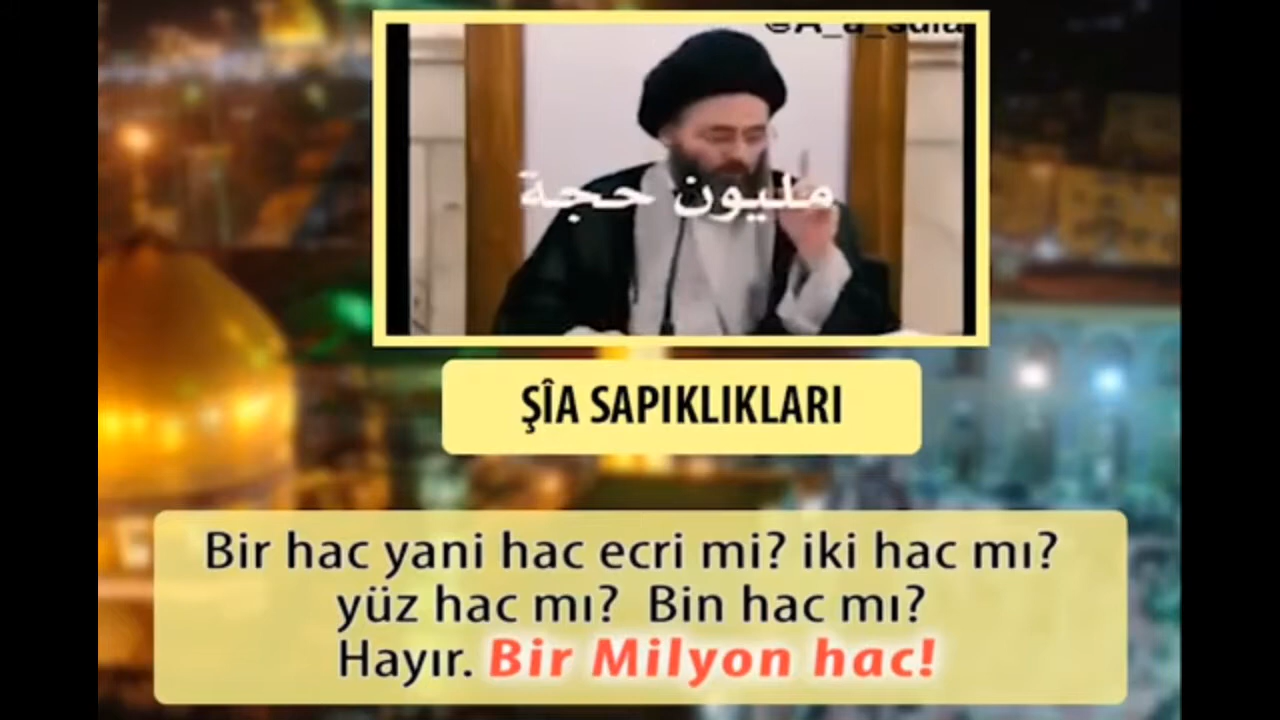 مليون حجة
ŞÎA SAPIKLIKLARI
Bir hac yani hac ecri mi? iki hac mı?
yüz hac mı? Bin hac mı?
Hayır. Bir Milyon hac!